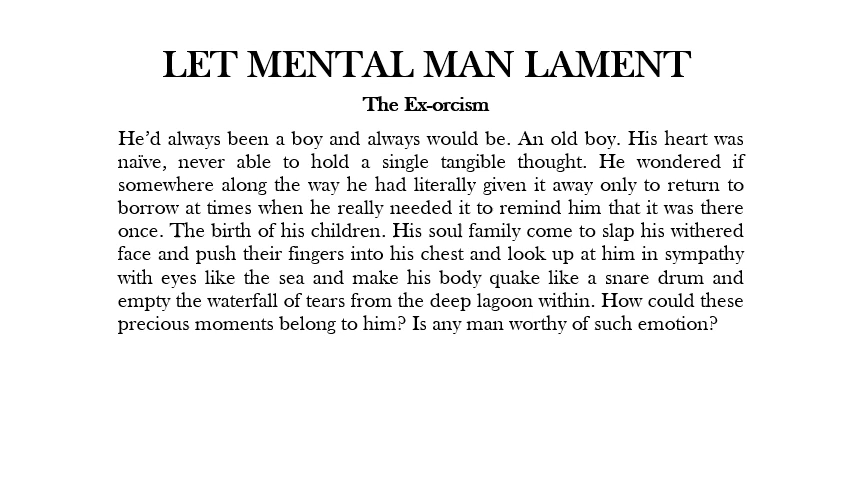 LET MENTAL MAN LAMENT
The Ex-orcism
He’d always been a boy and always would be. An old boy. His heart was
naïve, never able to hold a single tangible thought. He wondered if
somewhere along the way he had literally given it away only to return to
borrow at times when he really needed it to remind him that it was there
once. The birth of his children. His soul family come to slap his withered
face and push their fingers into his chest and look up at him in sympathy
with eyes like the sea and make his body quake like a snare drum and
empty the waterfall of tears from the deep lagoon within. How could these
precious moments belong to him? Is any man worthy of such emotion?